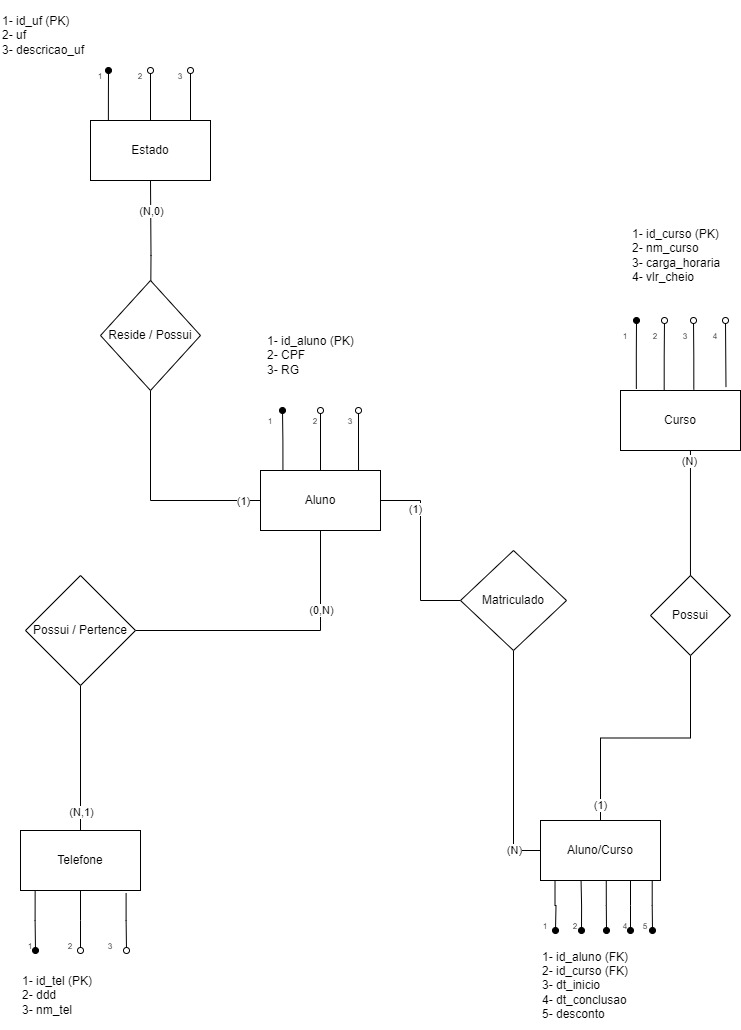 1- id_uf (PK)
2- uf
3- descricao_uf
1
2
3
Estado
(N,0)
Reside / Possui
1- id_curso (PK)
2- nm_curso
3- carga_horaria
4- vlr_cheio
1
2
3
4
Curso
(N)
1- id_aluno (PK)
2- CPF
3- RG
1
2
3
Aluno
(1)
(1)
(0,N)
Matriculado
Possui
Possui / Pertence
(N,1)
Telefone
1
2
3
1- id_tel (PK)
2- ddd
3- nm_tel
(1)
(N)
Aluno/Curso
1
2
4
5
1- id_aluno (FK)
2- id_curso (FK)
3- dt_inicio
4- dt_conclusao
5- desconto